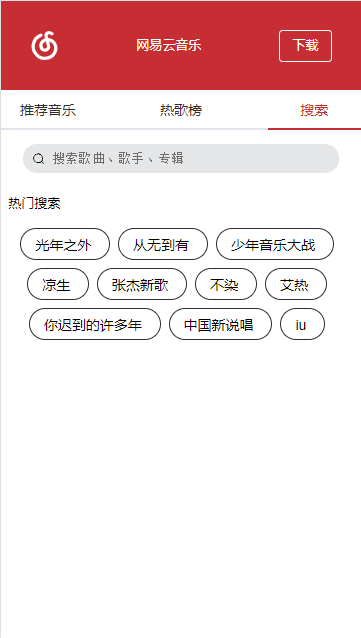 网易云音乐 下载
推荐音乐 热歌榜 搜索
搜索歌曲、歌手、专辑
热门搜索
光年之外 从无到有 少年音乐大战
凉生 张杰新歌 不染 艾热
你迟到的许多年 中国新说唱 iu